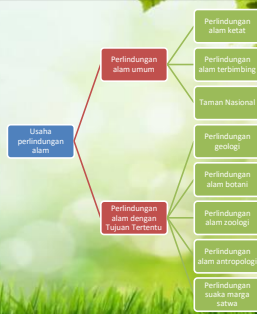 Usaha
perlindungan
alam
Perlindungan
alam umum
Perlindungan
alam ketat
Perlindungan
alam terbimbing
Taman Nasional
Perlindungan
alam dengan
Tujuan Tertentu
Perlindungan
geologi
Perlindungan
alam botani
Perlindungan
alam zoologi
Perlindungan
alam antropologi
Perlindungan
suaka marga
satwa